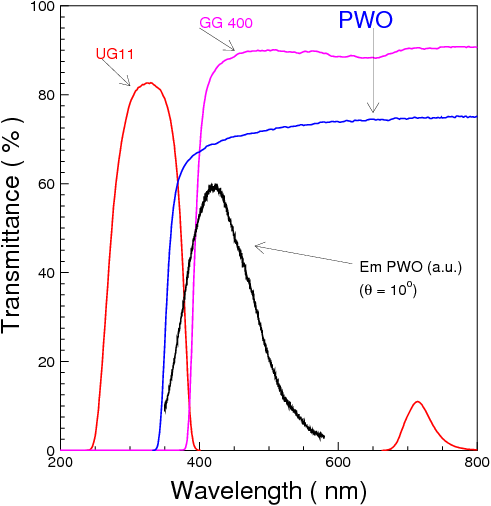 PWO
GG 400
UG11
100
80
60
40
20
0
Transmittance ( % )
Em PWO (a.u.)
(θ = 10⁰)
200
400
600
800
Wavelength ( nm)